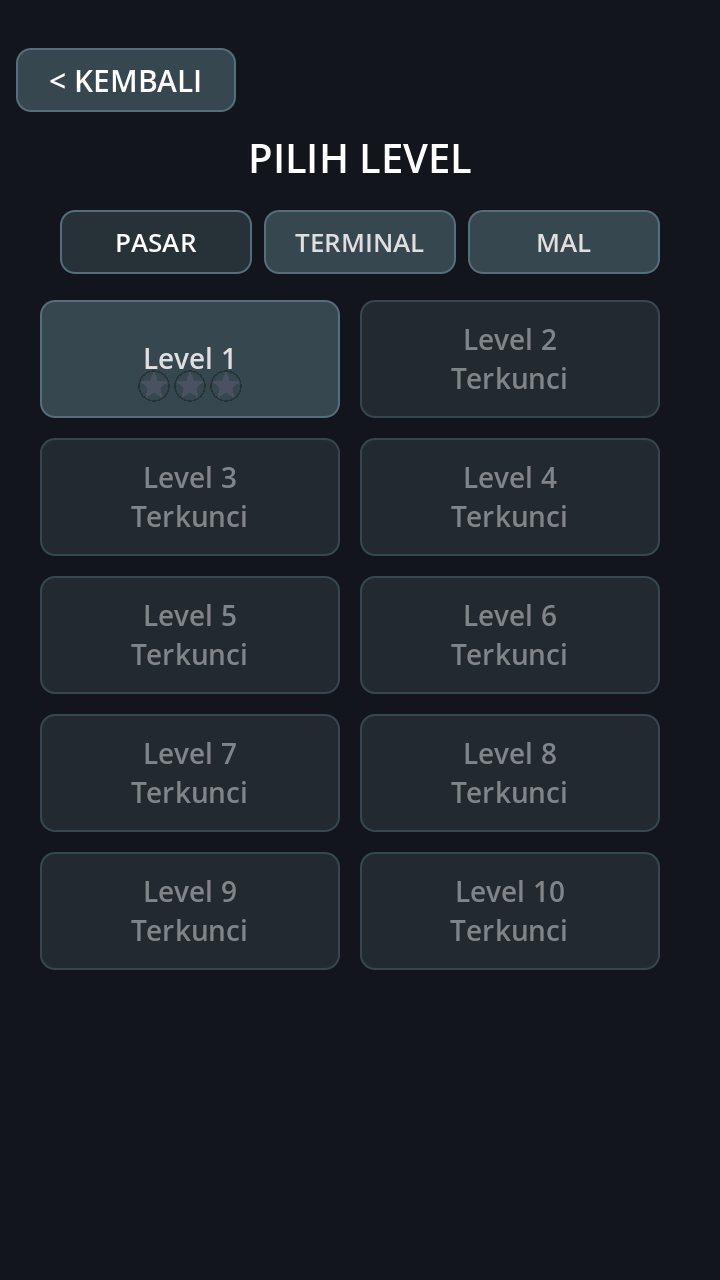 < KEMBALI
PILIH LEVEL
PASAR
TERMINAL
MAL
Level 1
Level 2
Terkunci
Level 3
Terkunci
Level 4
Terkunci
Level 5
Terkunci
Level 6
Terkunci
Level 7
Terkunci
Level 8
Terkunci
Level 9
Terkunci
Level 10
Terkunci